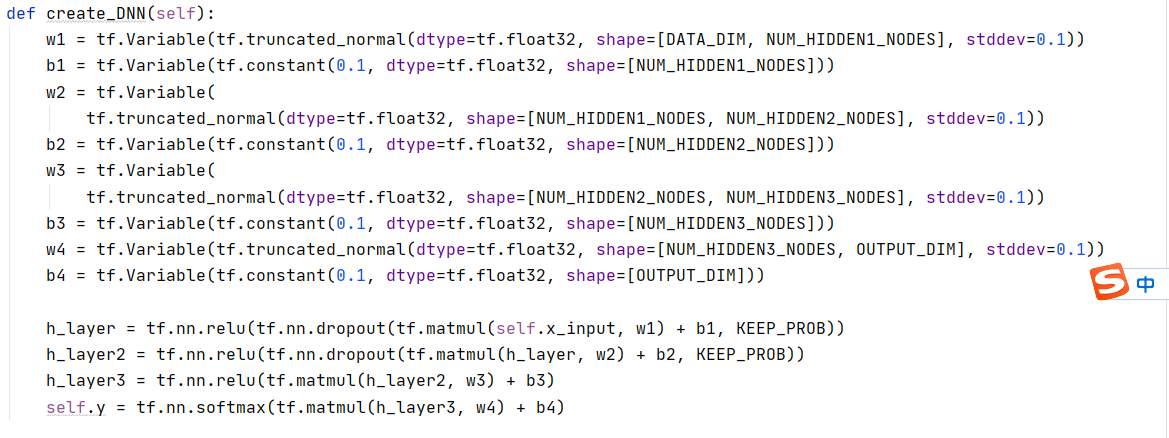 def create_DNN(self):
    w1 = tf.Variable(tf.truncated_normal(dtype=tf.float32, shape=[DATA_DIM, NUM_HIDDEN1_NODES], stddev=0.1))
    b1 = tf.Variable(tf.constant(0.1, dtype=tf.float32, shape=[NUM_HIDDEN1_NODES]))
    w2 = tf.Variable(
        tf.truncated_normal(dtype=tf.float32, shape=[NUM_HIDDEN1_NODES, NUM_HIDDEN2_NODES], stddev=0.1))
    b2 = tf.Variable(tf.constant(0.1, dtype=tf.float32, shape=[NUM_HIDDEN2_NODES]))
    w3 = tf.Variable(
        tf.truncated_normal(dtype=tf.float32, shape=[NUM_HIDDEN2_NODES, NUM_HIDDEN3_NODES], stddev=0.1))
    b3 = tf.Variable(tf.constant(0.1, dtype=tf.float32, shape=[NUM_HIDDEN3_NODES]))
    w4 = tf.Variable(tf.truncated_normal(dtype=tf.float32, shape=[NUM_HIDDEN3_NODES, OUTPUT_DIM], stddev=0.1))
    b4 = tf.Variable(tf.constant(0.1, dtype=tf.float32, shape=[OUTPUT_DIM]))
S 中
    h_layer = tf.nn.relu(tf.nn.dropout(tf.matmul(self.x_input, w1) + b1, KEEP_PROB))
    h_layer2 = tf.nn.relu(tf.nn.dropout(tf.matmul(h_layer, w2) + b2, KEEP_PROB))
    h_layer3 = tf.nn.relu(tf.matmul(h_layer2, w3) + b3)
    self.y = tf.nn.softmax(tf.matmul(h_layer3, w4) + b4)